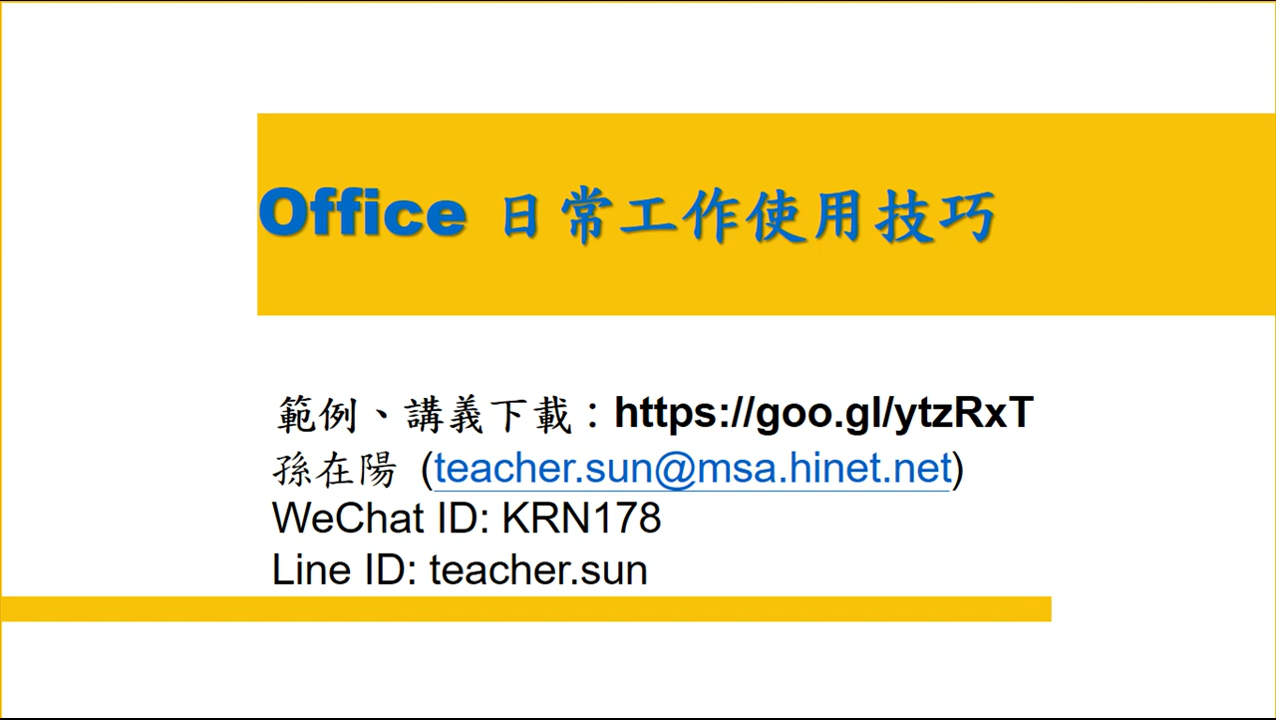 Office 日常工作使用技巧
範例、講義下載：https://goo.gl/ytzRxT
孫在陽 (teacher.sun@msa.hinet.net)
WeChat ID: KRN178
Line ID: teacher.sun